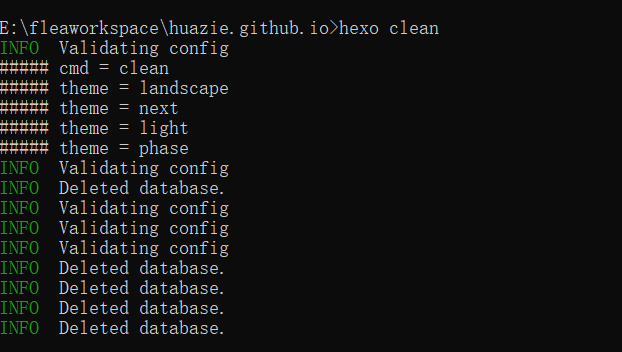 E:\fleaworkspace\huazie.github.io>hexo clean
INFO  Validating config
##### cmd = clean
##### theme = landscape
##### theme = next
##### theme = light
##### theme = phase
INFO  Validating config
INFO  Deleted database.
INFO  Validating config
INFO  Validating config
INFO  Validating config
INFO  Deleted database.
INFO  Deleted database.
INFO  Deleted database.
INFO  Deleted database.